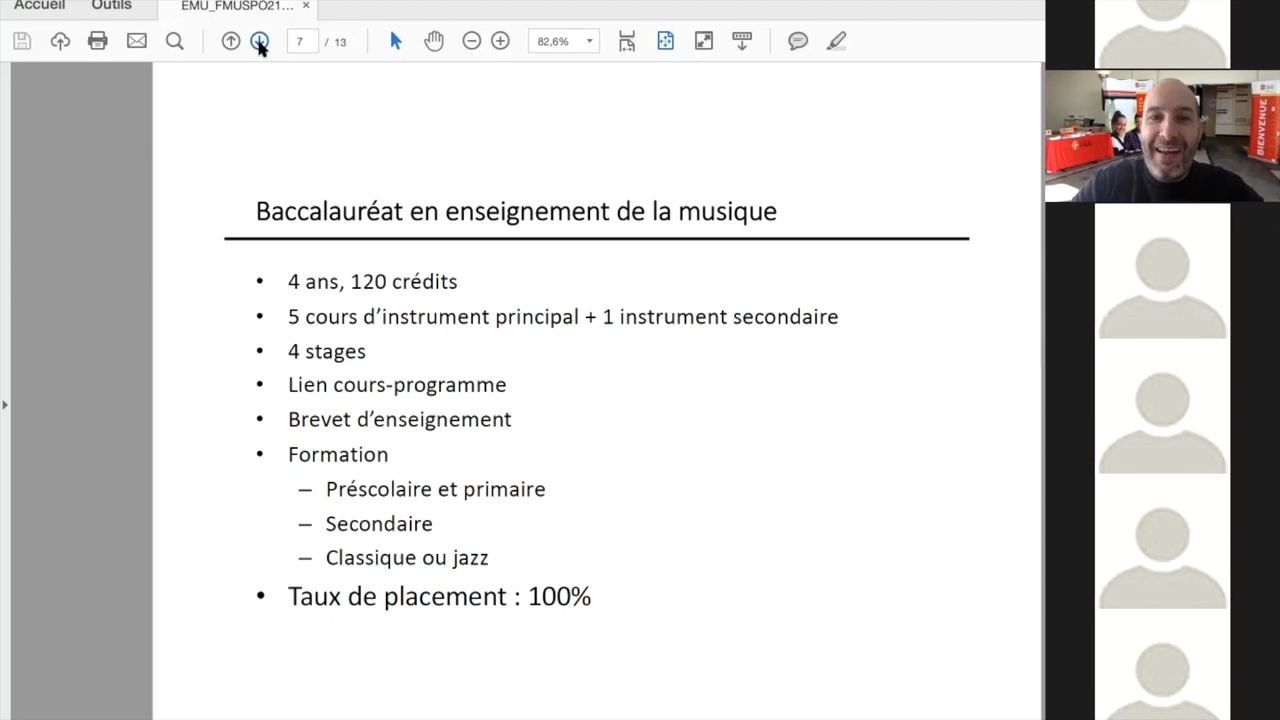 Accueil
Outils
EMU_FMUSPO21... ×
7 / 13
82,6%
BIENVENUE
Baccalauréat en enseignement de la musique
• 4 ans, 120 crédits
• 5 cours d’instrument principal + 1 instrument secondaire
• 4 stages
• Lien cours-programme
• Brevet d’enseignement
• Formation
– Préscolaire et primaire
– Secondaire
– Classique ou jazz
• Taux de placement : 100%